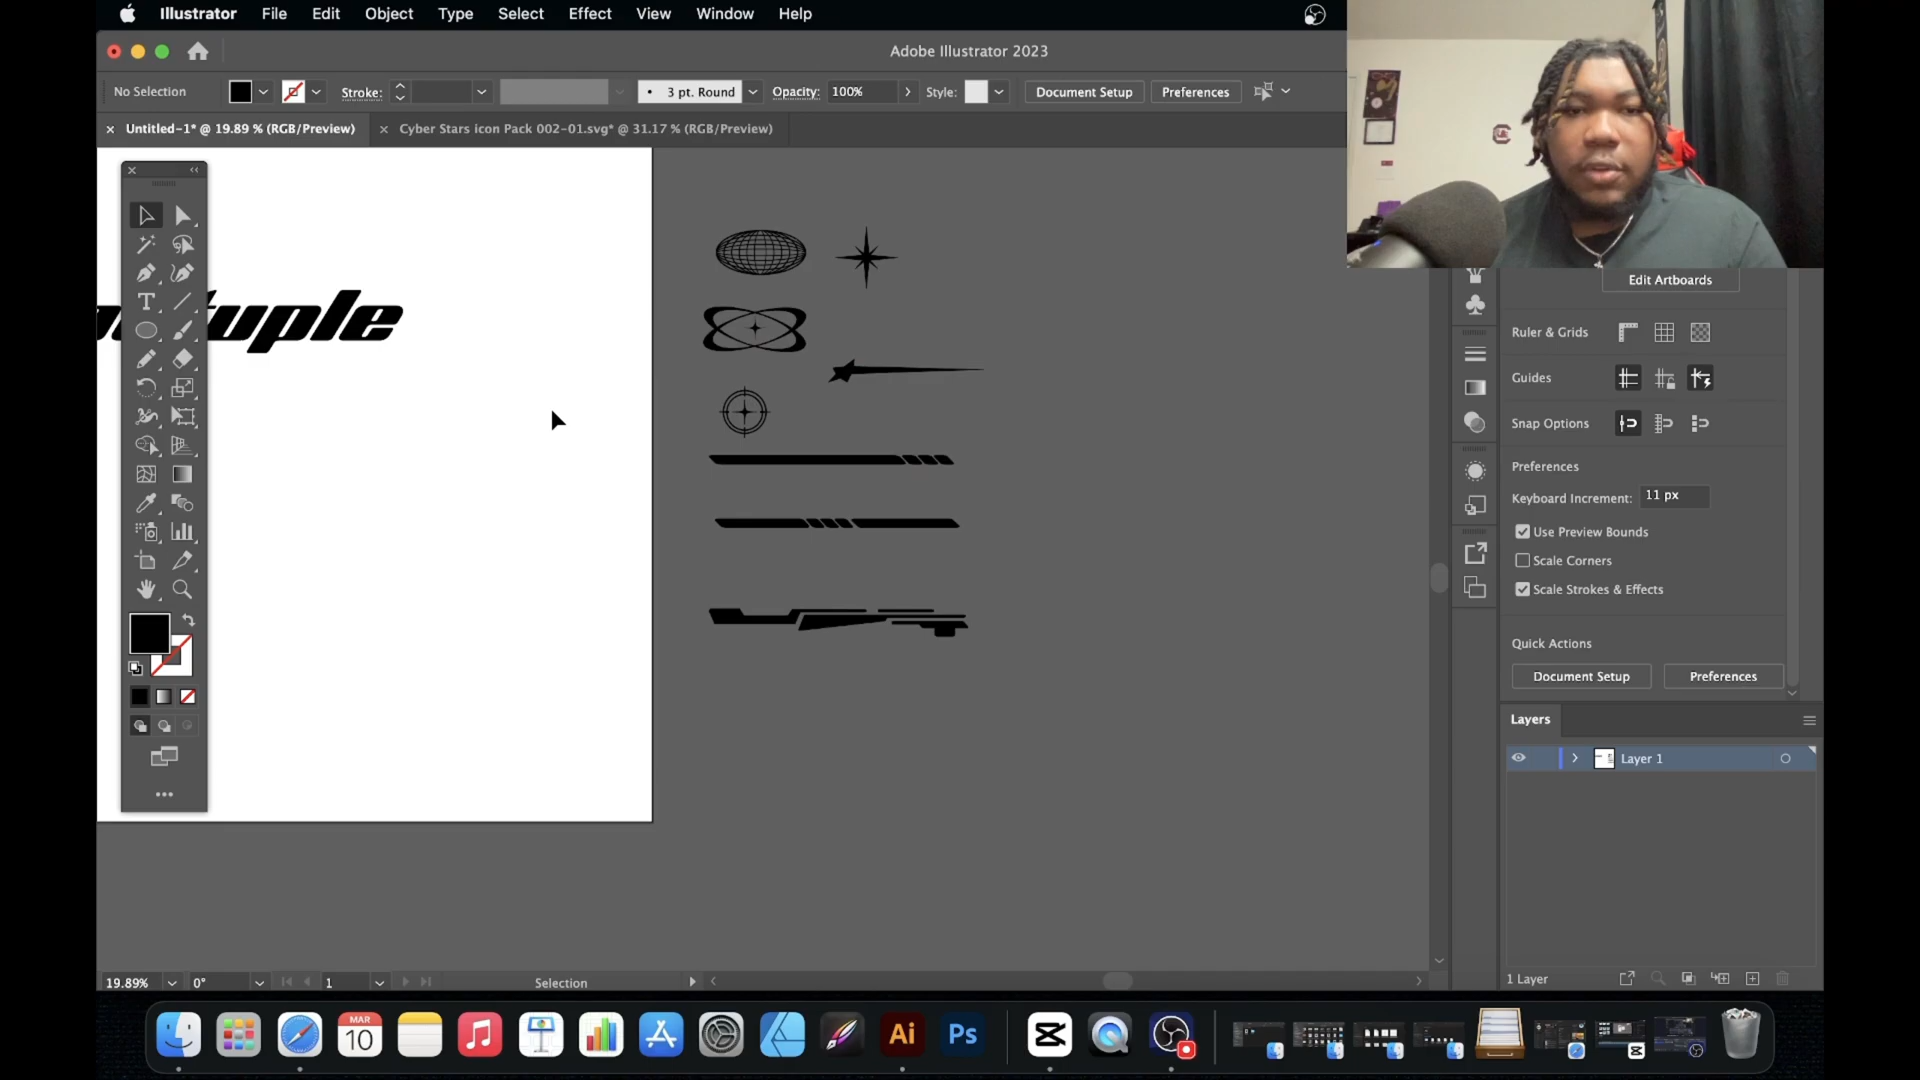 Illustrator File Edit Object Type Select Effect View Window Help
Adobe Illustrator 2023
No Selection Stroke: 3 pt. Round Opacity: 100% Style: Document Setup Preferences
Untitled-1* @ 19.89 % (RGB/Preview) Cyber Stars icon Pack 002-01.svg* @ 31.17 % (RGB/Preview)
tuple
Edit Artboards
Ruler & Grids
Guides
Snap Options
Preferences
Keyboard Increment: 11 px
Use Preview Bounds
Scale Corners
Scale Strokes & Effects
Quick Actions
Document Setup Preferences
Layers
Layer 1
1 Layer
19.89% 0° 1 Selection
MAR
10
Ai Ps